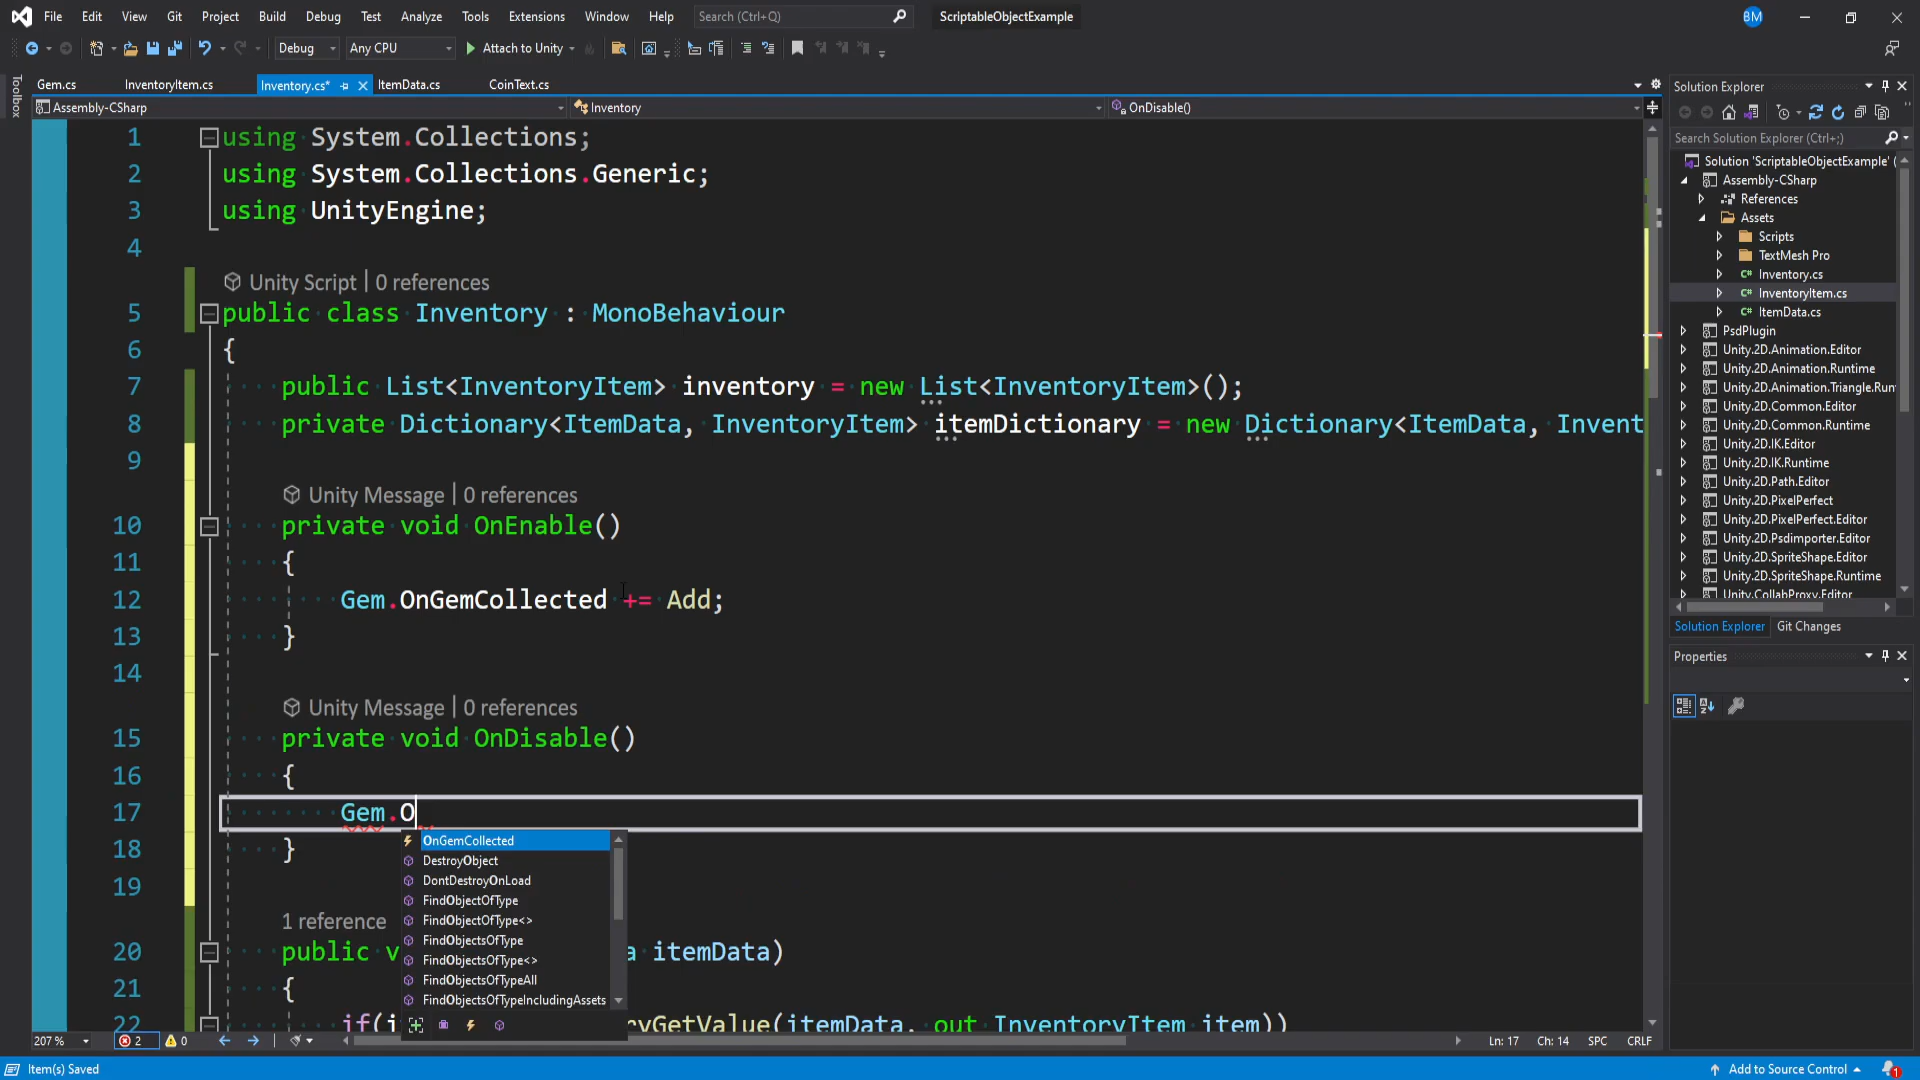 File Edit View Git Project Build Debug Test Analyze Tools Extensions Window Help Search (Ctrl+Q) ScriptableObjectExample BM
Debug Any CPU Attach to Unity
Toolbox
Gem.cs InventoryItem.cs Inventory.cs* ItemData.cs CoinText.cs
Assembly-CSharp Inventory OnDisable()
1 using System.Collections;
2 using System.Collections.Generic;
3 using UnityEngine;
4
Unity Script | 0 references
5 public class Inventory : MonoBehaviour
6 {
7 public List<InventoryItem> inventory = new List<InventoryItem>();
8 private Dictionary<ItemData, InventoryItem> itemDictionary = new Dictionary<ItemData, Invent
9
Unity Message | 0 references
10 private void OnEnable()
11 {
12 Gem.OnGemCollected += Add;
13 }
14
Unity Message | 0 references
15 private void OnDisable()
16 {
17 Gem.O
18 }
19
1 reference
20 public v a itemData)
21 {
22 if(i ryGetValue(itemData, out InventoryItem item))
OnGemCollected
DestroyObject
DontDestroyOnLoad
FindObjectOfType
FindObjectOfType<>
FindObjectsOfType
FindObjectsOfType<>
FindObjectsOfTypeAll
FindObjectsOfTypeIncludingAssets
207 % 2 0 Ln: 17 Ch: 14 SPC CRLF
Item(s) Saved Add to Source Control 1
Solution Explorer
Search Solution Explorer (Ctrl+;)
Solution 'ScriptableObjectExample' (
Assembly-CSharp
References
Assets
Scripts
TextMesh Pro
C# Inventory.cs
C# InventoryItem.cs
C# ItemData.cs
PsdPlugin
Unity.2D.Animation.Editor
Unity.2D.Animation.Runtime
Unity.2D.Animation.Triangle.Run
Unity.2D.Common.Editor
Unity.2D.Common.Runtime
Unity.2D.IK.Editor
Unity.2D.IK.Runtime
Unity.2D.Path.Editor
Unity.2D.PixelPerfect
Unity.2D.PixelPerfect.Editor
Unity.2D.Psdimporter.Editor
Unity.2D.SpriteShape.Editor
Unity.2D.SpriteShape.Runtime
Unity.CollabProxy.Editor
Solution Explorer Git Changes
Properties